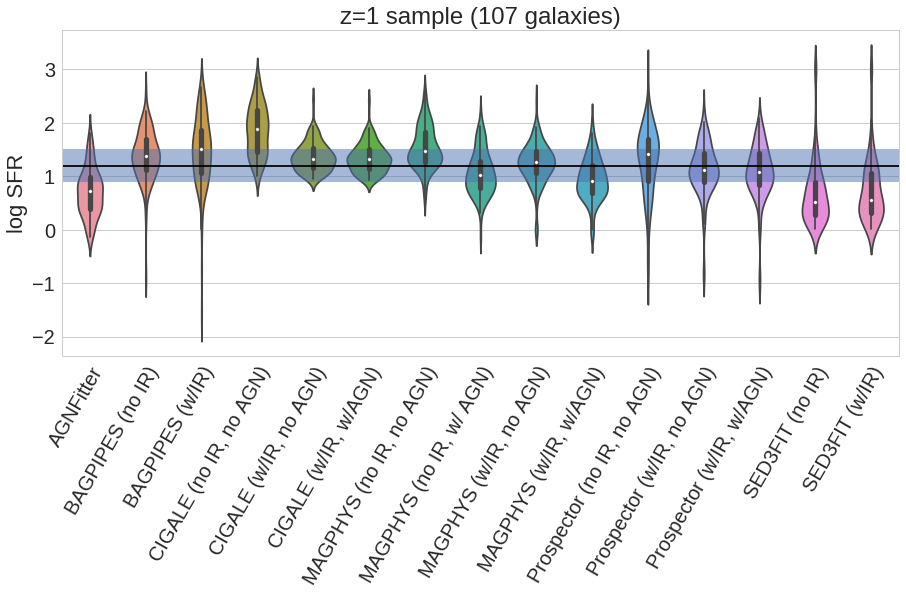 z=1 sample (107 galaxies)
log SFR
3
2
1
0
−1
−2
AGNFitter
BAGPIPES (no IR)
BAGPIPES (w/IR)
CIGALE (no IR, no AGN)
CIGALE (w/IR, no AGN)
CIGALE (w/IR, w/AGN)
MAGPHYS (no IR, no AGN)
MAGPHYS (no IR, w/ AGN)
MAGPHYS (w/IR, no AGN)
MAGPHYS (w/IR, w/AGN)
Prospector (no IR, no AGN)
Prospector (w/IR, no AGN)
Prospector (w/IR, w/AGN)
SED3FIT (no IR)
SED3FIT (w/IR)